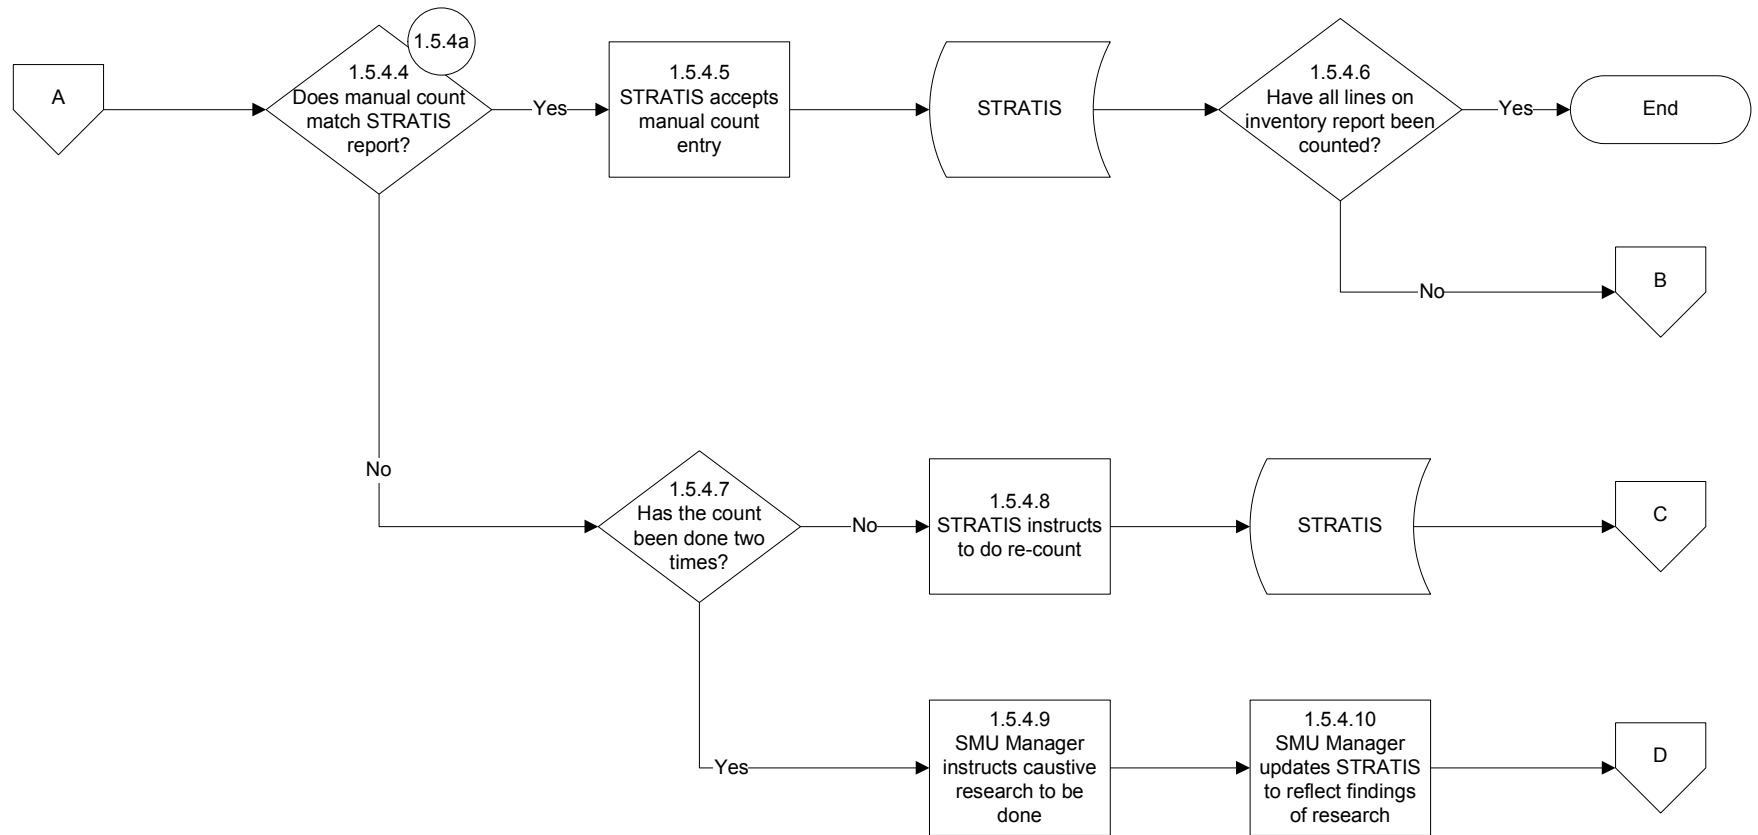 A
1.5.4a
1.5.4.4
Does manual count
match STRATIS
report?
Yes
1.5.4.5
STRATIS accepts
manual count
entry
STRATIS
1.5.4.6
Have all lines on
inventory report been
counted?
Yes
End
No
B
No
1.5.4.7
Has the count
been done two
times?
No
1.5.4.8
STRATIS instructs
to do re-count
STRATIS
C
Yes
1.5.4.9
SMU Manager
instructs caustive
research to be
done
1.5.4.10
SMU Manager
updates STRATIS
to reflect findings
of research
D